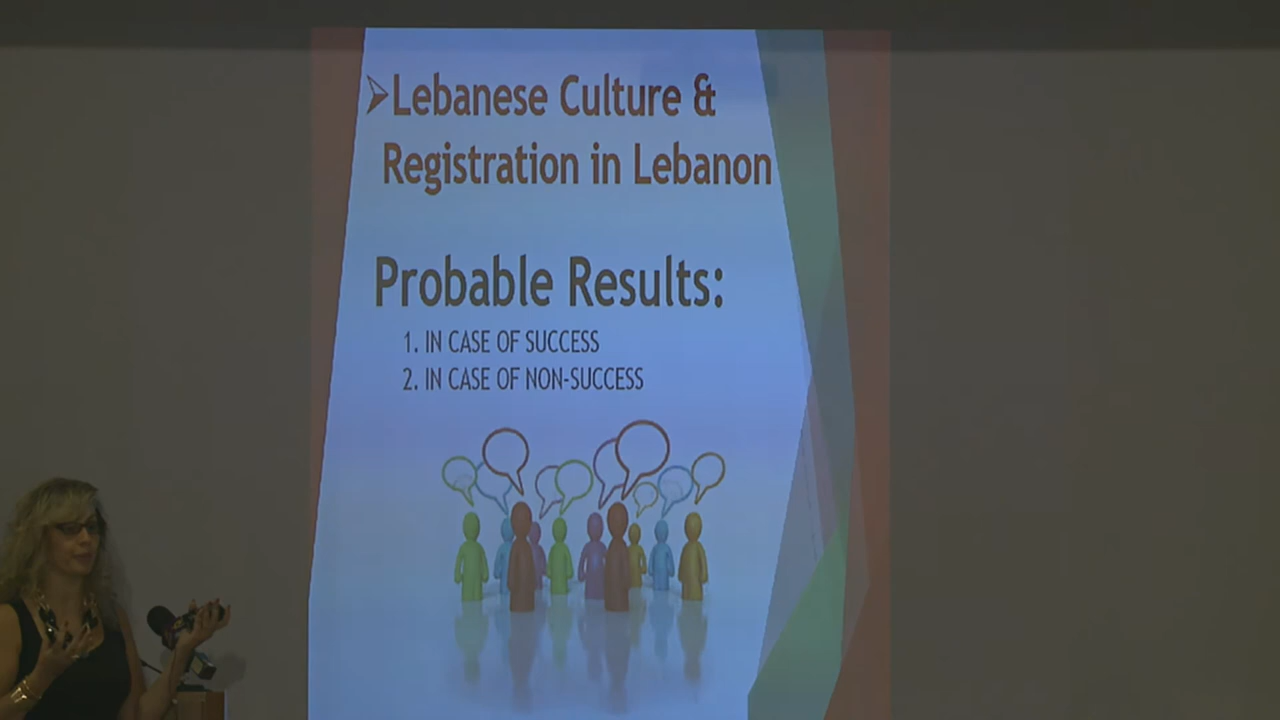 ➢Lebanese Culture &
Registration in Lebanon
Probable Results:
1. IN CASE OF SUCCESS
2. IN CASE OF NON-SUCCESS